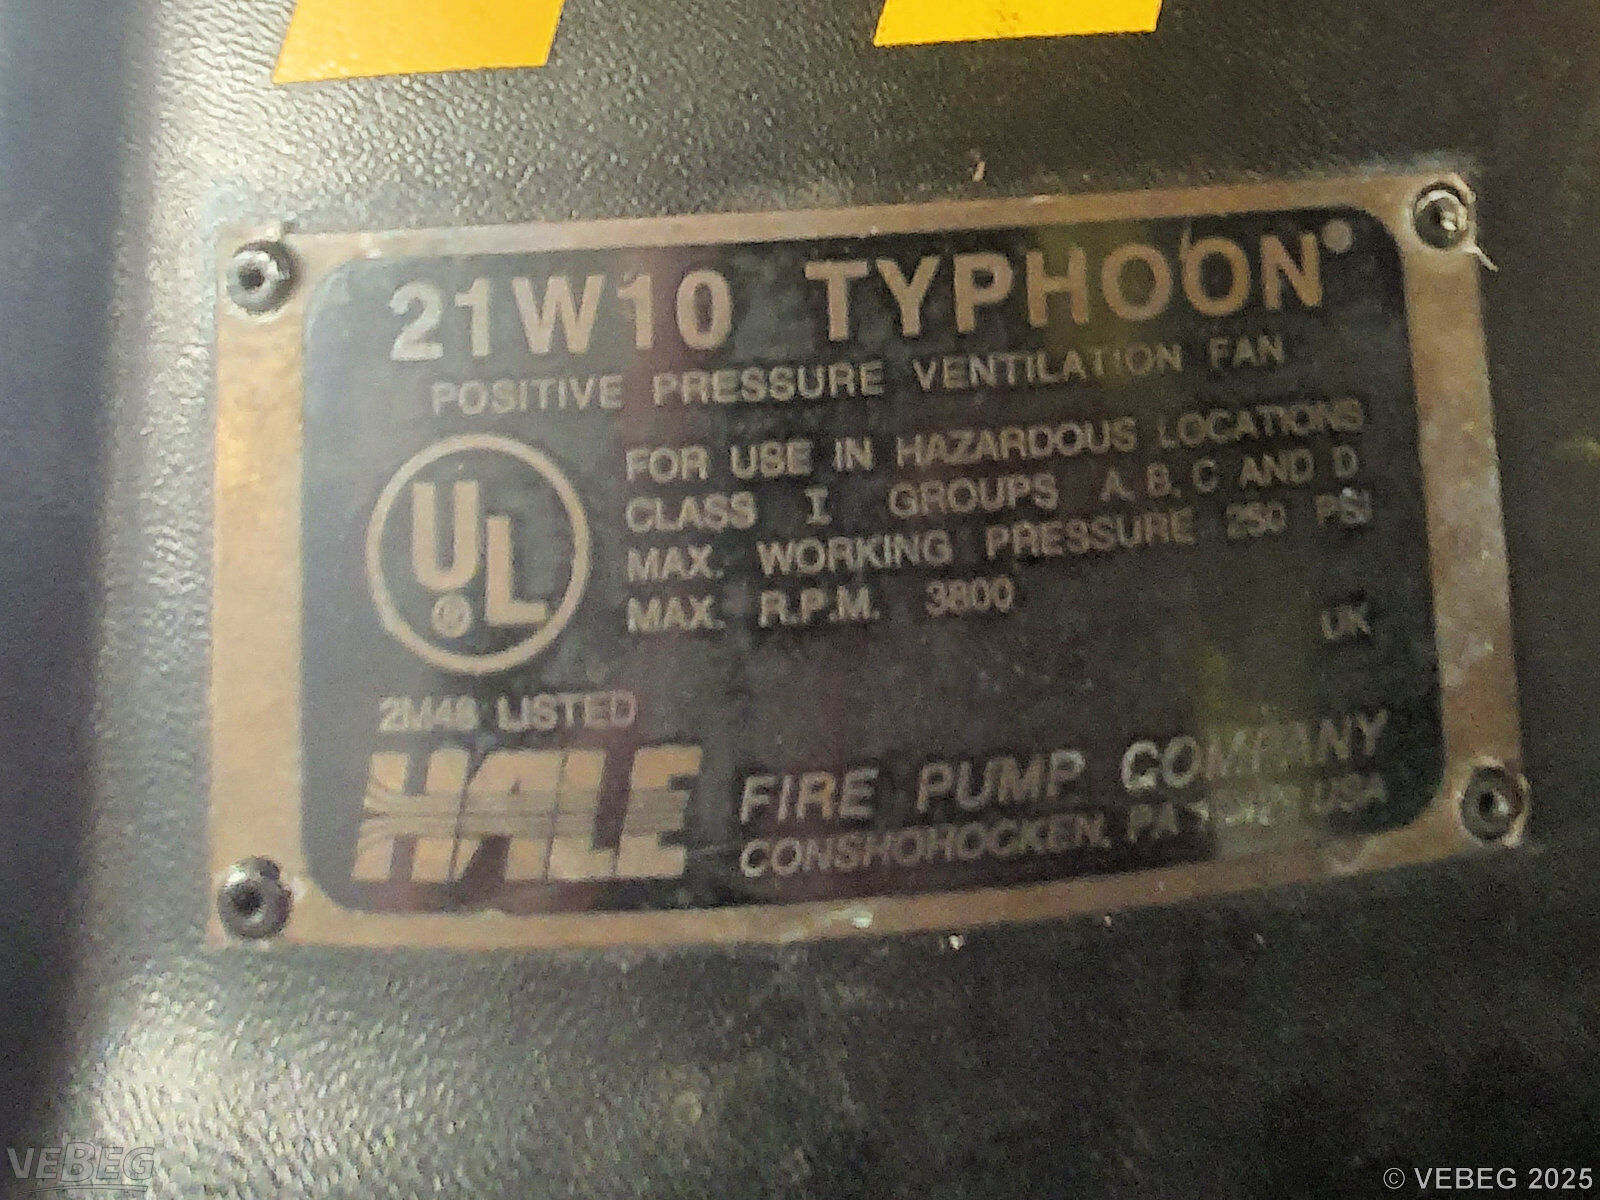 21W10 TYPHOON®
POSITIVE PRESSURE VENTILATION FAN
FOR USE IN HAZARDOUS LOCATIONS
CLASS I GROUPS A, B, C AND D
MAX. WORKING PRESSURE 250 PSI
MAX. R.P.M. 3800
UK
UL®
2M48 LISTED
HALE FIRE PUMP COMPANY
CONSHOHOCKEN, PA USA
VEBEG
© VEBEG 2025